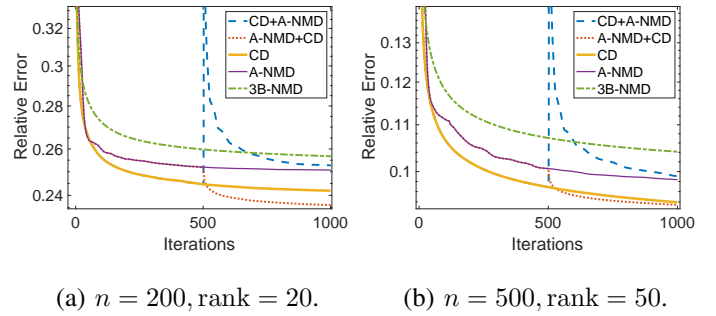 0.32
0.3
0.28
0.26
0.24
Relative Error
0 500 1000
Iterations
CD+A-NMD
A-NMD+CD
CD
A-NMD
3B-NMD
(a) n = 200, rank = 20.
0.13
0.12
0.11
0.1
Relative Error
0 500 1000
Iterations
CD+A-NMD
A-NMD+CD
CD
A-NMD
3B-NMD
(b) n = 500, rank = 50.